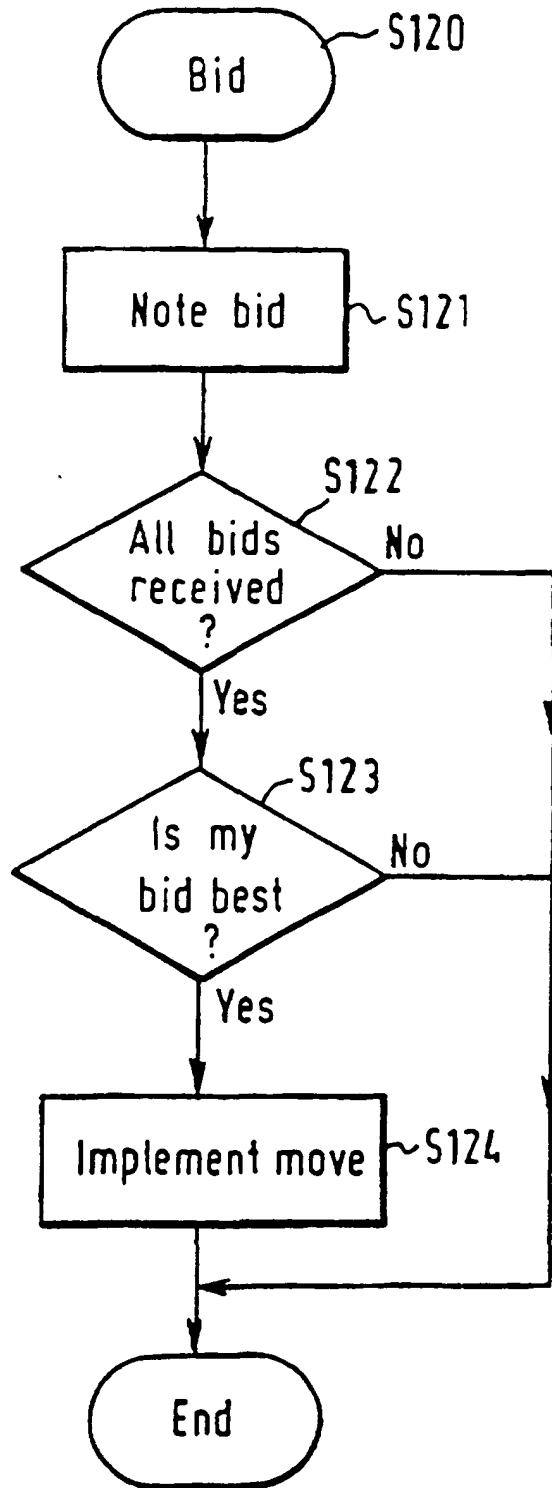 S120
Bid
Note bid
S121
S122
All bids
received
?
No
Yes
S123
Is my
bid best
?
No
Yes
Implement move
S124
End